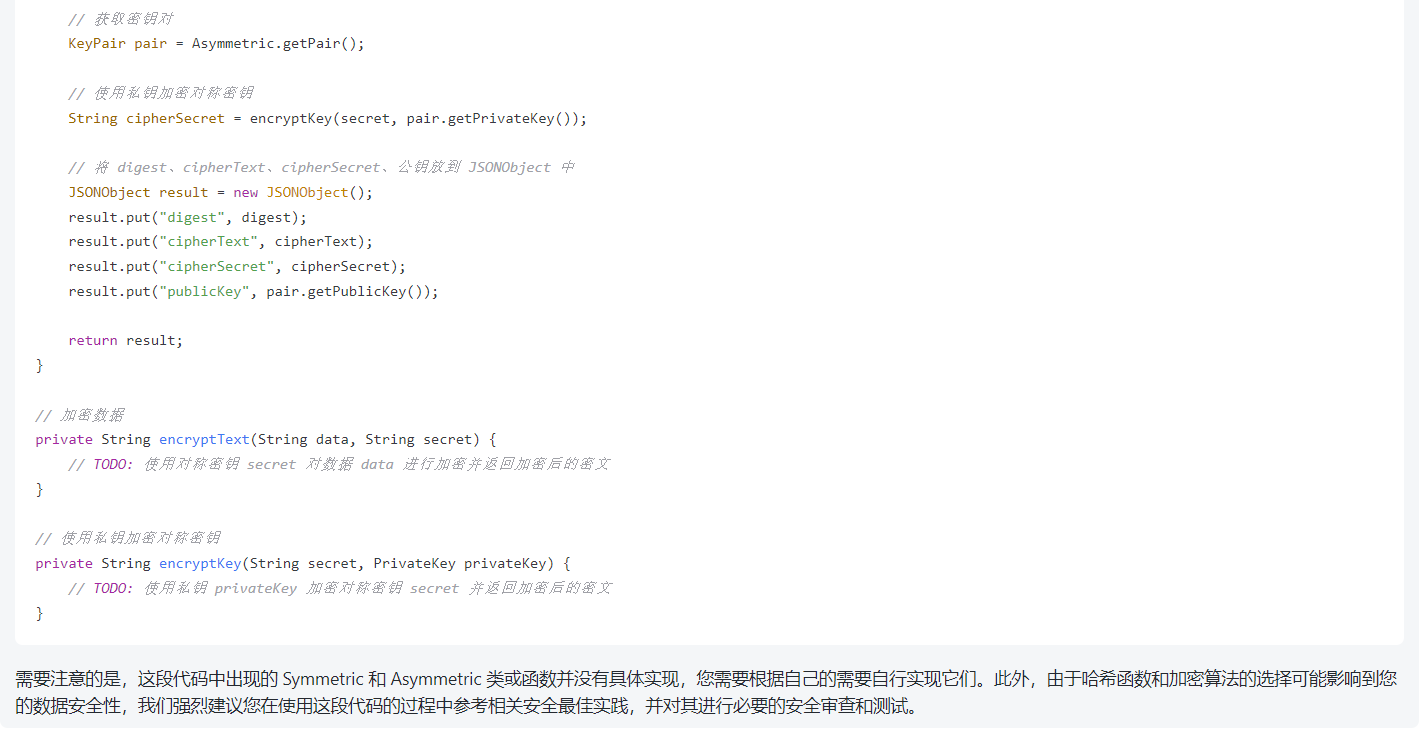 // 获取密钥对
KeyPair pair = Asymmetric.getPair();
// 使用私钥加密对称密钥
String cipherSecret = encryptKey(secret, pair.getPrivateKey());
// 将 digest、cipherText、cipherSecret、公钥放到 JSONObject 中
JSONObject result = new JSONObject();
result.put("digest", digest);
result.put("cipherText", cipherText);
result.put("cipherSecret", cipherSecret);
result.put("publicKey", pair.getPublicKey());
return result;
}
// 加密数据
private String encryptText(String data, String secret) {
// TODO: 使用对称密钥 secret 对数据 data 进行加密并返回加密后的密文
}
// 使用私钥加密对称密钥
private String encryptKey(String secret, PrivateKey privateKey) {
// TODO: 使用私钥 privateKey 加密对称密钥 secret 并返回加密后的密文
}
需要注意的是，这段代码中出现的 Symmetric 和 Asymmetric 类或函数并没有具体实现，您需要根据自己的需要自行实现它们。此外，由于哈希函数和加密算法的选择可能影响到您
的数据安全性，我们强烈建议您在使用这段代码的过程中参考相关安全最佳实践，并对其进行必要的安全审查和测试。